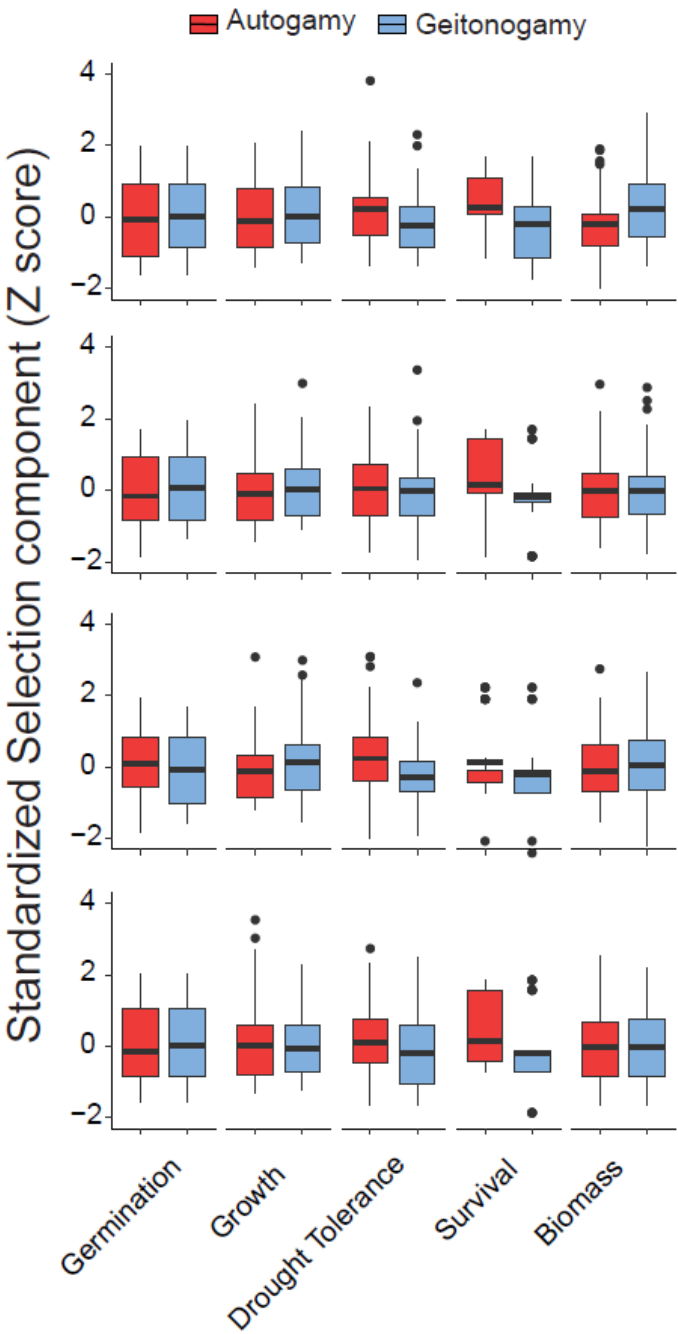 Autogamy Geitonogamy
Standardized Selection component (Z score)
4
2
0
−2
4
2
0
−2
4
2
0
−2
4
2
0
−2
Germination
Growth
Drought Tolerance
Survival
Biomass